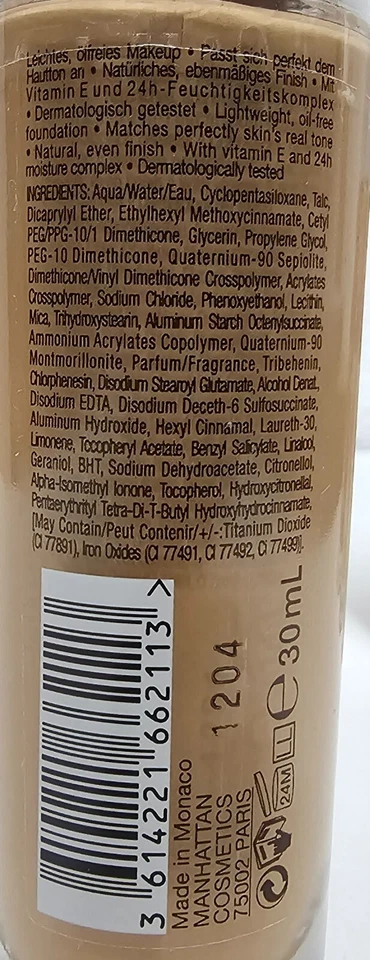 Leichtes, ölfreies Makeup • Passt sich perfekt dem
Hautton an • Natürliches, ebenmäßiges Finish • Mit
Vitamin E und 24h-Feuchtigkeitskomplex
• Dermatologisch getestet • Lightweight, oil-free
foundation • Matches perfectly skin's real tone
• Natural, even finish • With vitamin E and 24h
moisture complex • Dermatologically tested
INGREDIENTS: Aqua/Water/Eau, Cyclopentasiloxane, Talc,
Dicaprylyl Ether, Ethylhexyl Methoxycinnamate, Cetyl
PEG/PPG-10/1 Dimethicone, Glycerin, Propylene Glycol,
PEG-10 Dimethicone, Quaternium-90 Sepiolite,
Dimethicone/Vinyl Dimethicone Crosspolymer, Acrylates
Crosspolymer, Sodium Chloride, Phenoxyethanol, Lecithin,
Mica, Trihydroxystearin, Aluminum Starch Octenylsuccinate,
Ammonium Acrylates Copolymer, Quaternium-90
Montmorillonite, Parfum/Fragrance, Tribehenin,
Chlorphenesin, Disodium Stearoyl Glutamate, Alcohol Denat.,
Disodium EDTA, Disodium Deceth-6 Sulfosuccinate,
Aluminum Hydroxide, Hexyl Cinnamal, Laureth-30,
Limonene, Tocopheryl Acetate, Benzyl Salicylate, Linalool,
Geraniol, BHT, Sodium Dehydroacetate, Citronellol,
Alpha-Isomethyl Ionone, Tocopherol, Hydroxycitronellal,
Pentaerythrityl Tetra-Di-T-Butyl Hydroxyhydrocinnamate,
[May Contain/Peut Contenir/+/-:Titanium Dioxide
(CI 77891), Iron Oxides (CI 77491, CI 77492, CI 77499)].
3 614221 662113 >
Made in Monaco
MANHATTAN
COSMETICS
75002 PARIS
1204
24M
e 30mL